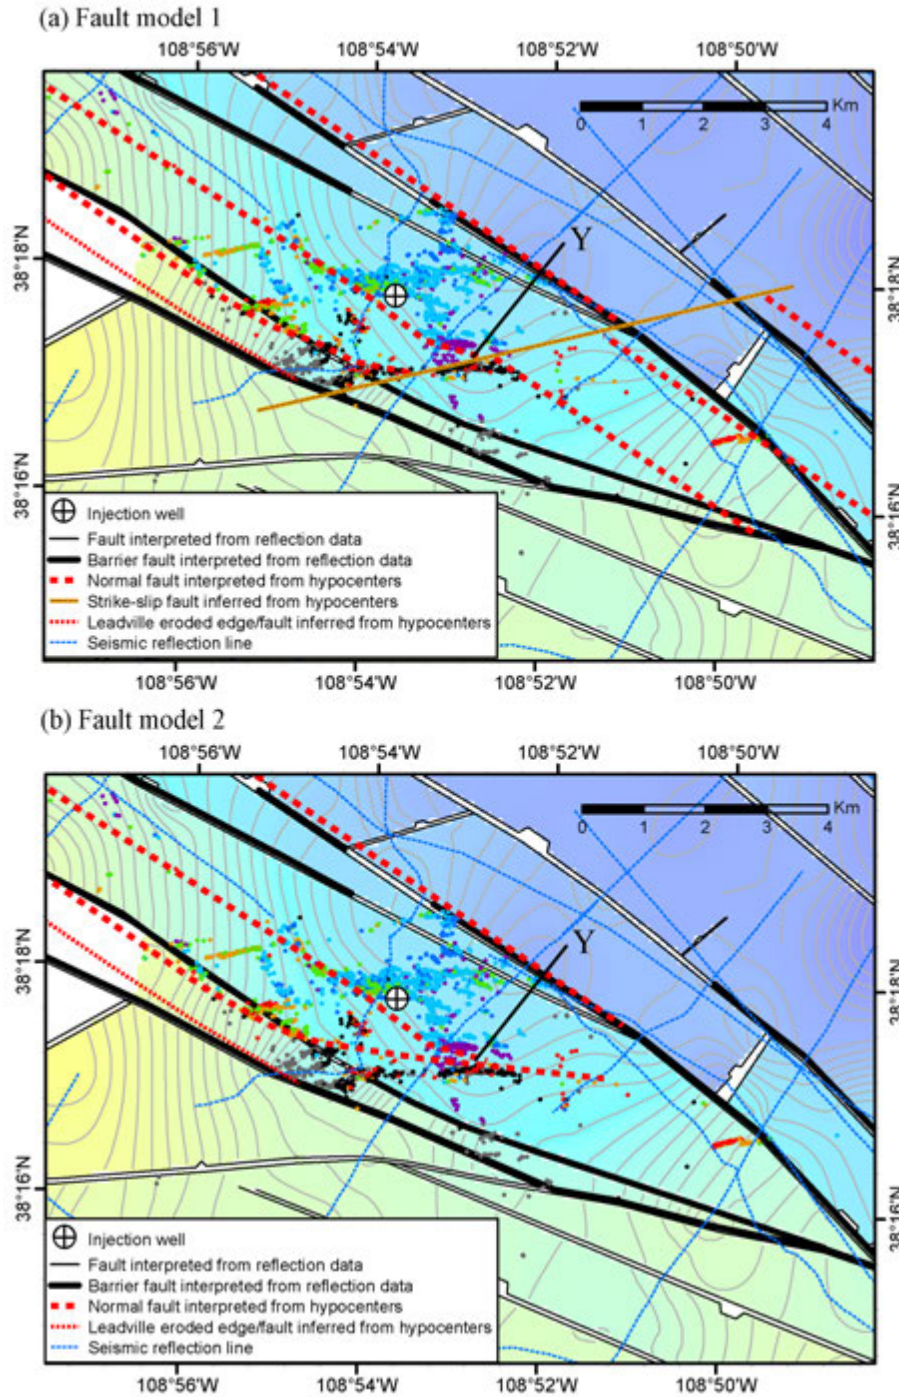 (a) Fault model 1
108°56'W 108°54'W 108°52'W 108°50'W
Km
0 1 2 3 4
Y
38°18'N
38°18'N
38°16'N
38°16'N
Injection well
Fault interpreted from reflection data
Barrier fault interpreted from reflection data
Normal fault interpreted from hypocenters
Strike-slip fault inferred from hypocenters
Leadville eroded edge/fault inferred from hypocenters
Seismic reflection line
108°56'W 108°54'W 108°52'W 108°50'W
(b) Fault model 2
108°56'W 108°54'W 108°52'W 108°50'W
Km
0 1 2 3 4
Y
38°18'N
38°18'N
38°16'N
38°16'N
Injection well
Fault interpreted from reflection data
Barrier fault interpreted from reflection data
Normal fault interpreted from hypocenters
Leadville eroded edge/fault inferred from hypocenters
Seismic reflection line
108°56'W 108°54'W 108°52'W 108°50'W